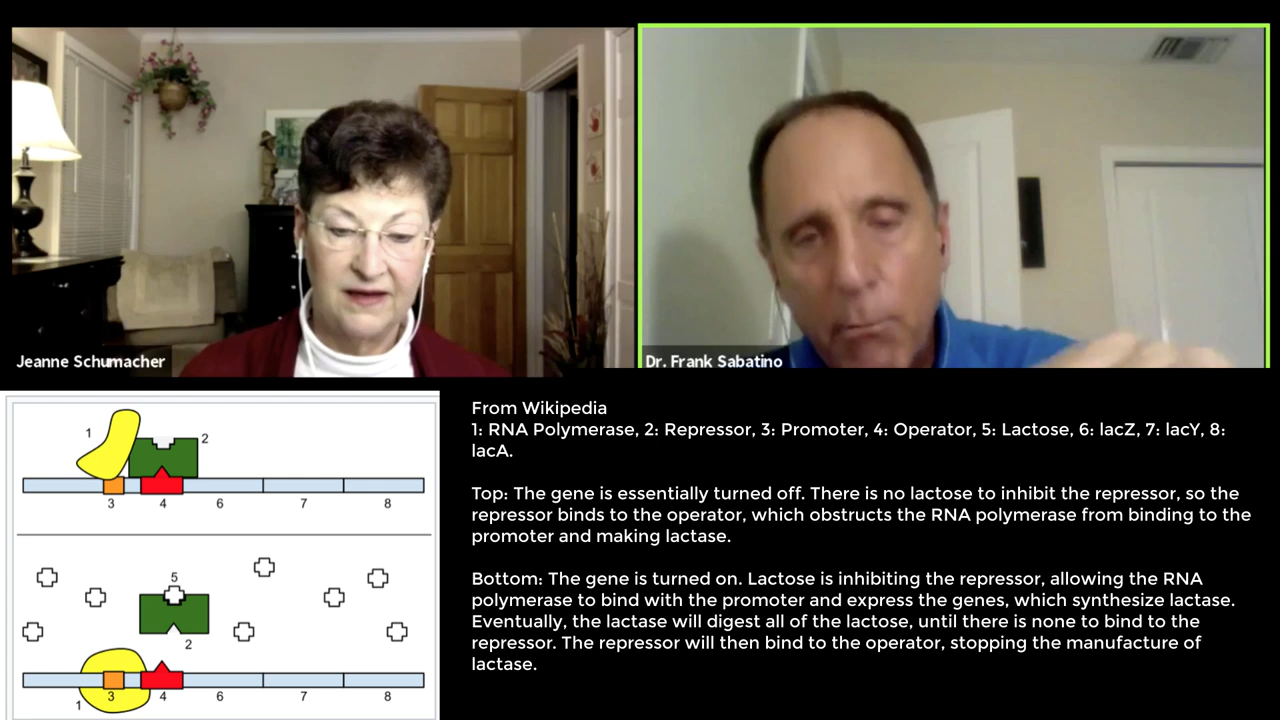 Jeanne Schumacher
Dr. Frank Sabatino
From Wikipedia
1: RNA Polymerase, 2: Repressor, 3: Promoter, 4: Operator, 5: Lactose, 6: lacZ, 7: lacY, 8:
lacA.
Top: The gene is essentially turned off. There is no lactose to inhibit the repressor, so the
repressor binds to the operator, which obstructs the RNA polymerase from binding to the
promoter and making lactase.
Bottom: The gene is turned on. Lactose is inhibiting the repressor, allowing the RNA
polymerase to bind with the promoter and express the genes, which synthesize lactase.
Eventually, the lactase will digest all of the lactose, until there is none to bind to the
repressor. The repressor will then bind to the operator, stopping the manufacture of
lactase.
1 2
3 4 6 7 8
5
2
3 4 6 7 8
1